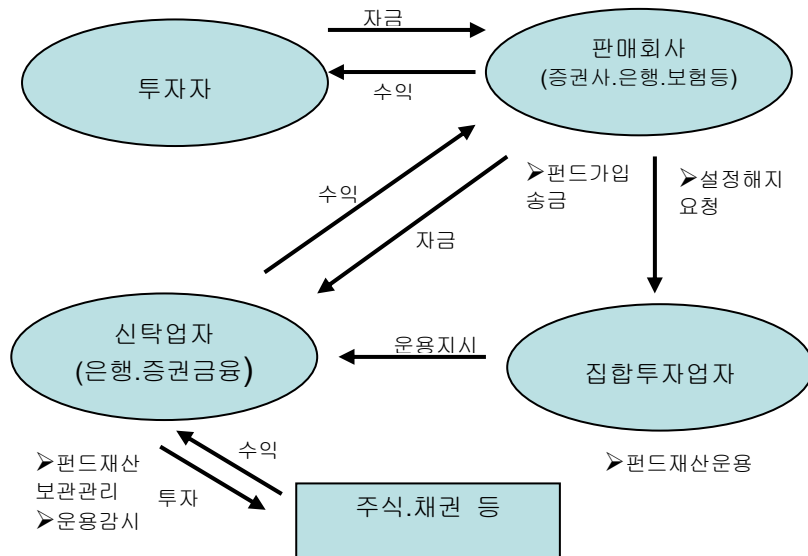 자금
투자자
판매회사
(증권사.은행.보험등)
수익
➢펀드가입
송금
➢설정해지
요청
수익
자금
신탁업자
(은행.증권금융)
운용지시
집합투자업자
➢펀드재산
보관관리
➢운용감시
수익
투자
➢펀드재산운용
주식.채권 등